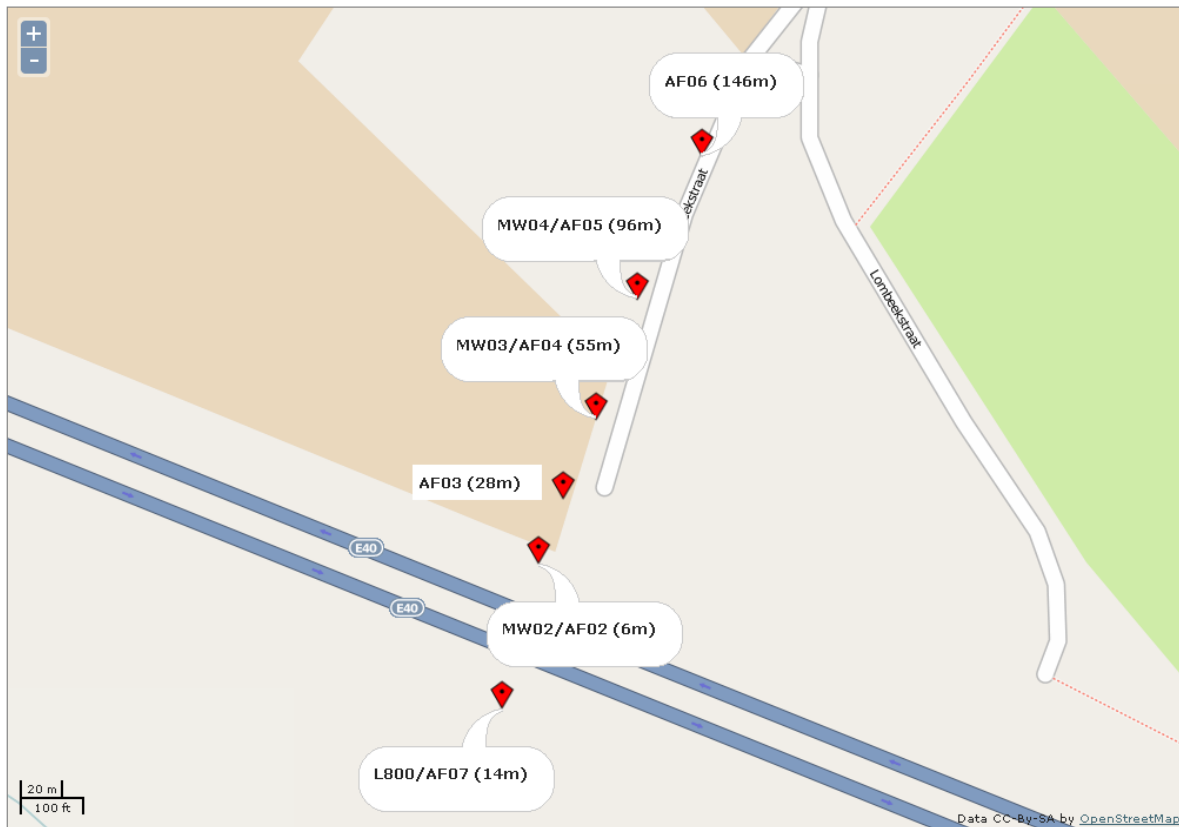 +
-
AF06 (146m)
MW04/AF05 (96m)
ekstraat
MW03/AF04 (55m)
Lombeekstraat
AF03 (28m)
E40
E40
MW02/AF02 (6m)
L800/AF07 (14m)
20 m
100 ft
Data CC-By-SA by OpenStreetMap